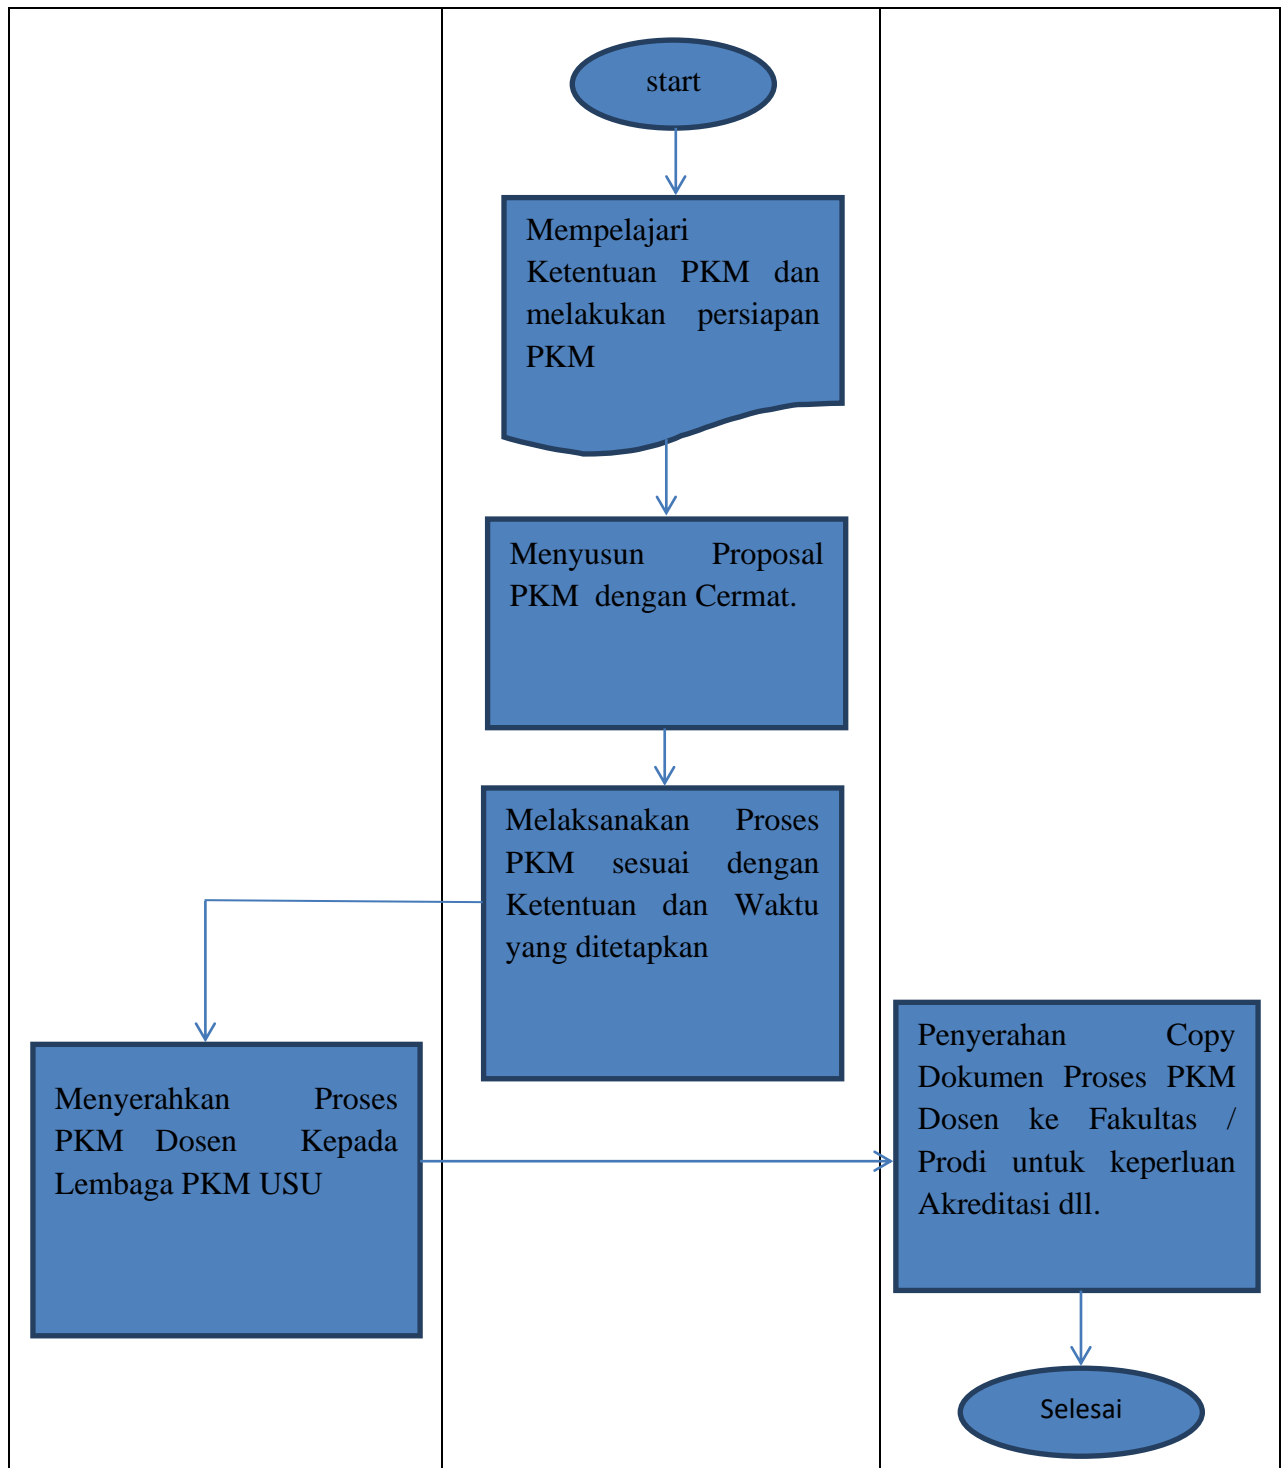 start
Mempelajari
Ketentuan PKM dan
melakukan persiapan
PKM
Menyusun Proposal
PKM dengan Cermat.
Melaksanakan Proses
PKM sesuai dengan
Ketentuan dan Waktu
yang ditetapkan
Menyerahkan Proses
PKM Dosen Kepada
Lembaga PKM USU
Penyerahan Copy
Dokumen Proses PKM
Dosen ke Fakultas /
Prodi untuk keperluan
Akreditasi dll.
Selesai